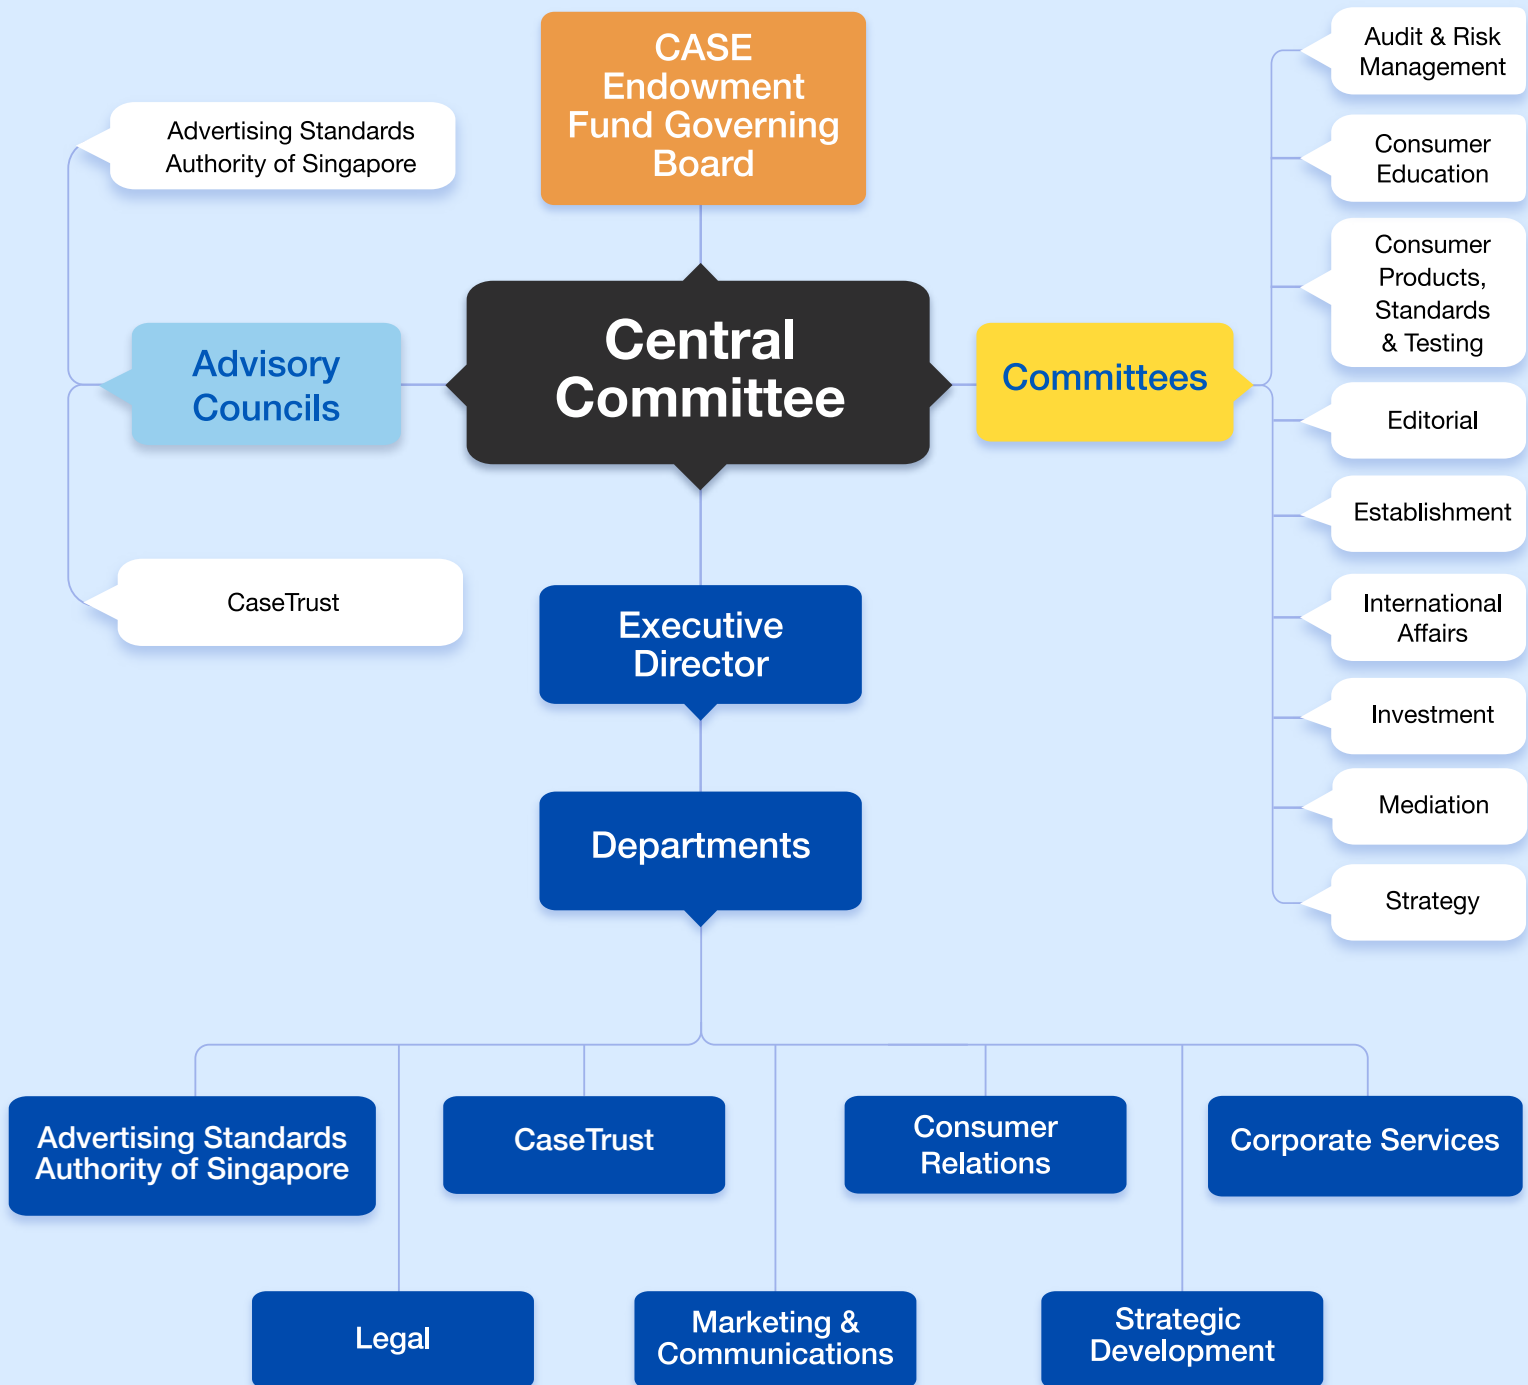 CASE
Endowment
Fund Governing
Board
Advertising Standards
Authority of Singapore
Advisory
Councils
CaseTrust
Central
Committee
Committees
Audit & Risk
Management
Consumer
Education
Consumer
Products,
Standards
& Testing
Editorial
Establishment
International
Affairs
Investment
Mediation
Strategy
Executive
Director
Departments
Advertising Standards
Authority of Singapore
CaseTrust
Consumer
Relations
Corporate Services
Legal
Marketing &
Communications
Strategic
Development